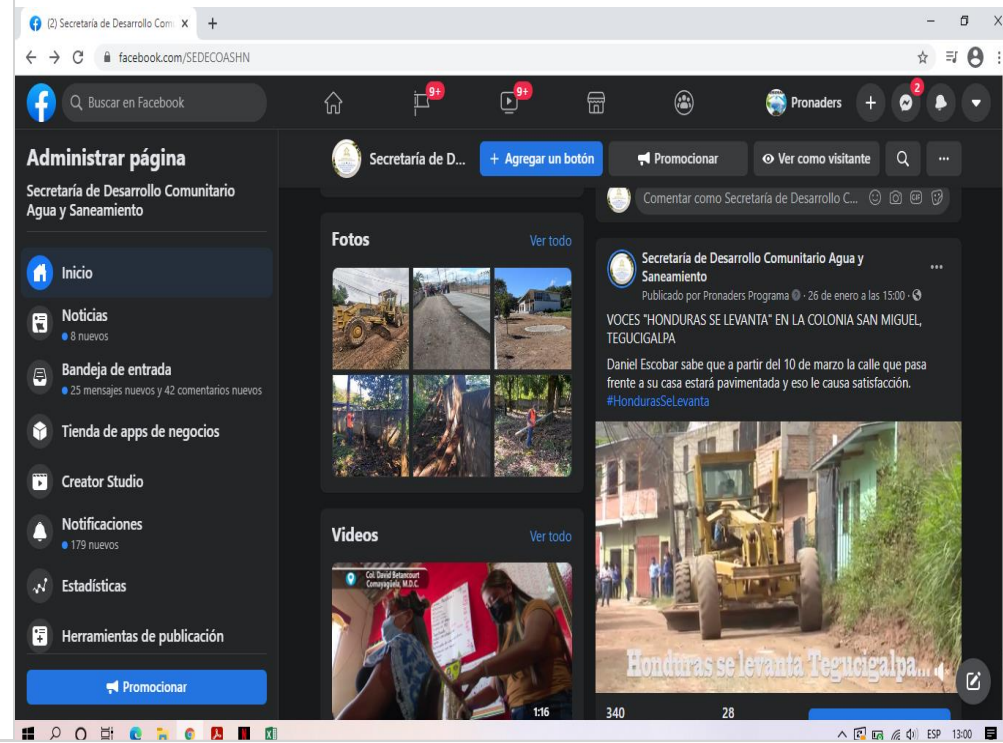 (2) Secretaría de Desarrollo Com
facebook.com/SEDECOASHN
Buscar en Facebook
9+
9+
Pronaders
2
Administrar página
Secretaría de Desarrollo Comunitario
Agua y Saneamiento
Inicio
Noticias
8 nuevos
Bandeja de entrada
25 mensajes nuevos y 42 comentarios nuevos
Tienda de apps de negocios
Creator Studio
Notificaciones
179 nuevos
Estadísticas
Herramientas de publicación
Promocionar
Secretaría de D...
+ Agregar un botón
Promocionar
Ver como visitante
Fotos
Ver todo
Videos
Ver todo
Col. David Betancourt
Comayagüela, M.D.C.
1:16
Comentar como Secretaría de Desarrollo C...
GIF
Secretaría de Desarrollo Comunitario Agua y
Saneamiento
Publicado por Pronaders Programa · 26 de enero a las 15:00 ·
VOCES "HONDURAS SE LEVANTA" EN LA COLONIA SAN MIGUEL,
TEGUCIGALPA
Daniel Escobar sabe que a partir del 10 de marzo la calle que pasa
frente a su casa estará pavimentada y eso le causa satisfacción.
#HondurasSeLevanta
Honduras se levanta Tegucigalpa...
340
28
ESP
13:00